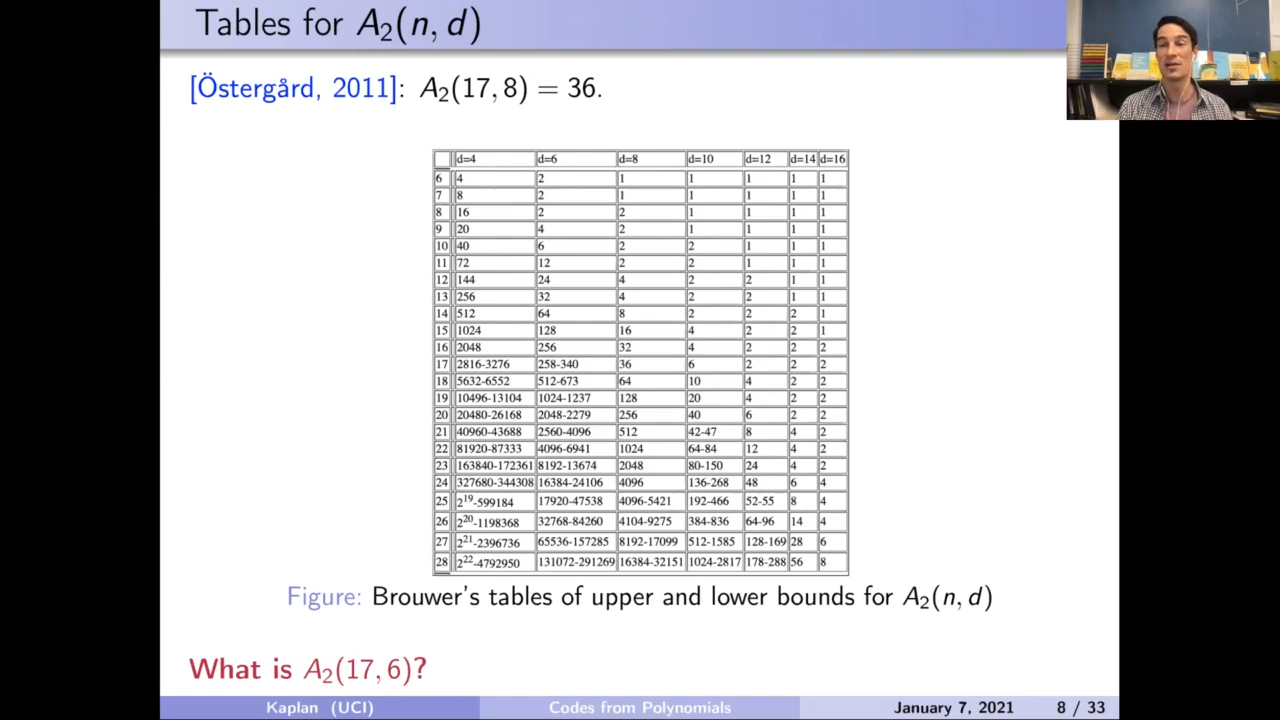 Tables for A₂(n, d)
[Östergård, 2011]: A₂(17, 8) = 36.
d=4 d=6 d=8 d=10 d=12 d=14 d=16
6 4 2 1 1 1 1 1
7 8 2 1 1 1 1 1
8 16 2 2 1 1 1 1
9 20 4 2 1 1 1 1
10 40 6 2 2 1 1 1
11 72 12 2 2 1 1 1
12 144 24 4 2 2 1 1
13 256 32 4 2 2 1 1
14 512 64 8 2 2 2 1
15 1024 128 16 4 2 2 1
16 2048 256 32 4 2 2 2
17 2816-3276 258-340 36 6 2 2 2
18 5632-6552 512-673 64 10 4 2 2
19 10496-13104 1024-1237 128 20 4 2 2
20 20480-26168 2048-2279 256 40 6 2 2
21 40960-43688 2560-4096 512 42-47 8 4 2
22 81920-87333 4096-6941 1024 64-84 12 4 2
23 163840-172361 8192-13674 2048 80-150 24 4 2
24 327680-344308 16384-24106 4096 136-268 48 6 4
25 2¹⁹-599184 17920-47538 4096-5421 192-466 52-55 8 4
26 2²⁰-1198368 32768-84260 4104-9275 384-836 64-96 14 4
27 2²¹-2396736 65536-157285 8192-17099 512-1585 128-169 28 6
28 2²²-4792950 131072-291269 16384-32151 1024-2817 178-288 56 8
Figure: Brouwer's tables of upper and lower bounds for A₂(n, d)
What is A₂(17, 6)?
Kaplan (UCI) Codes from Polynomials January 7, 2021 8 / 33